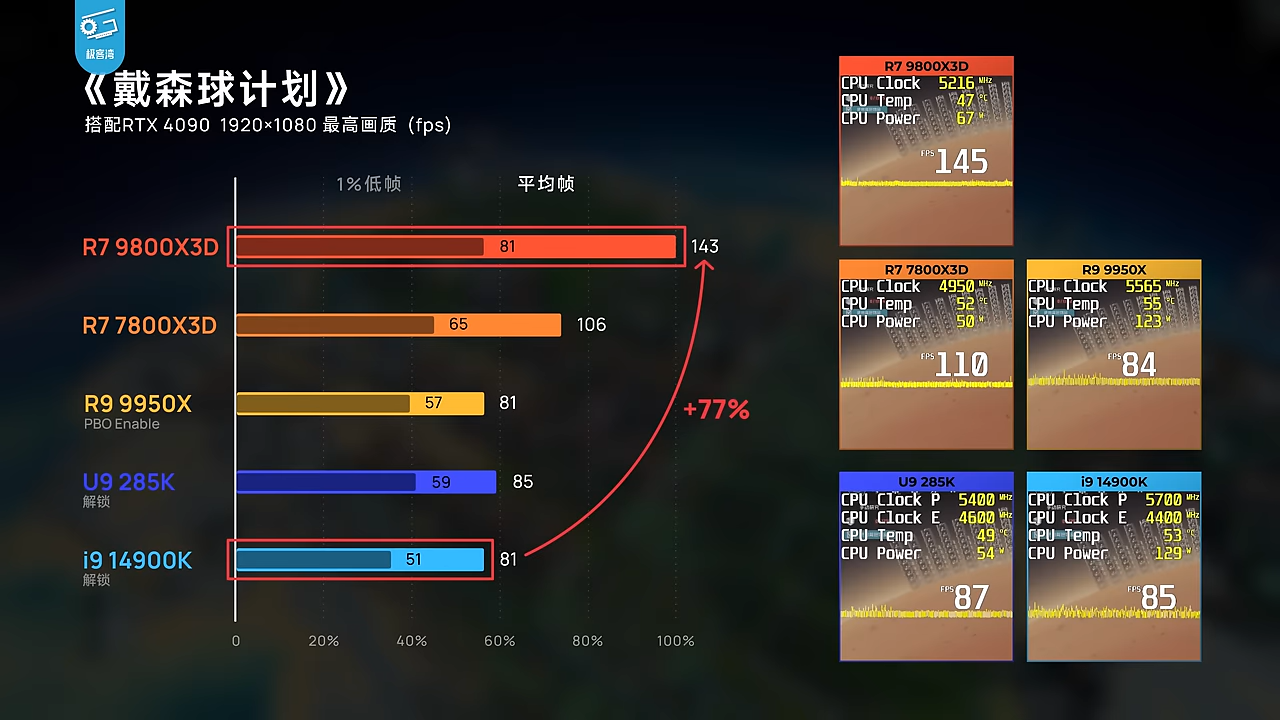 极客湾
《戴森球计划》
搭配RTX 4090 1920×1080 最高画质（fps)
1%低帧 平均帧
R7 9800X3D 81 143
R7 7800X3D 65 106
R9 9950X 57 81
PBO Enable
+77%
U9 285K 59 85
解锁
i9 14900K 51 81
解锁
0 20% 40% 60% 80% 100%
R7 9800X3D
CPU Clock 5216 MHz
CPU Temp 47 °C
CPU Power 67 W
FPS 145
R7 7800X3D
CPU Clock 4950 MHz
CPU Temp 52 °C
CPU Power 50 W
FPS 110
R9 9950X
CPU Clock 5565 MHz
CPU Temp 55 °C
CPU Power 123 W
FPS 84
U9 285K
CPU Clock P 5400 MHz
CPU Clock E 4600 MHz
CPU Temp 49 °C
CPU Power 54 W
FPS 87
i9 14900K
CPU Clock P 5700 MHz
CPU Clock E 4400 MHz
CPU Temp 53 °C
CPU Power 129 W
FPS 85